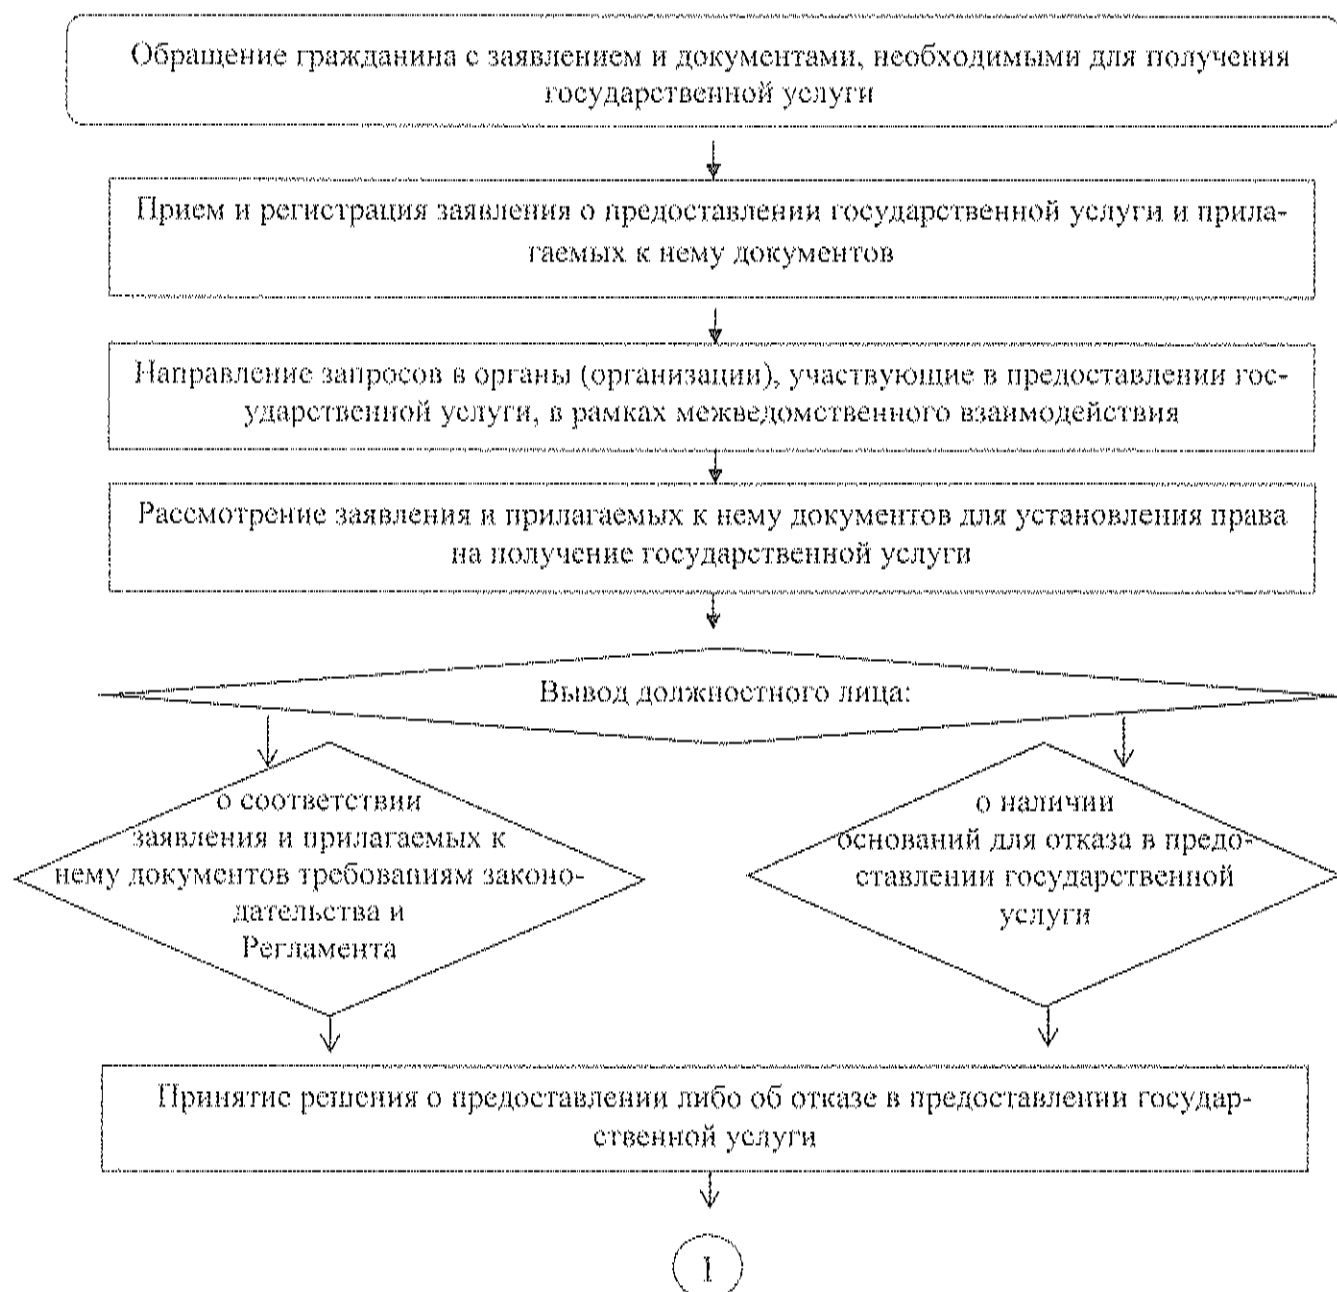 Обращение гражданина с заявлением и документами, необходимыми для получения
государственной услуги
Прием и регистрация заявления о предоставлении государственной услуги и прила-
гаемых к нему документов
Направление запросов в органы (организации), участвующие в предоставлении гос-
ударственной услуги, в рамках межведомственного взаимодействия
Рассмотрение заявления и прилагаемых к нему документов для установления права
на получение государственной услуги
Вывод должностного лица:
о соответствии
заявления и прилагаемых к
нему документов требованиям законо-
дательства и
Регламента
о наличии
оснований для отказа в предо-
ставлении государственной
услуги
Принятие решения о предоставлении либо об отказе в предоставлении государ-
ственной услуги
1